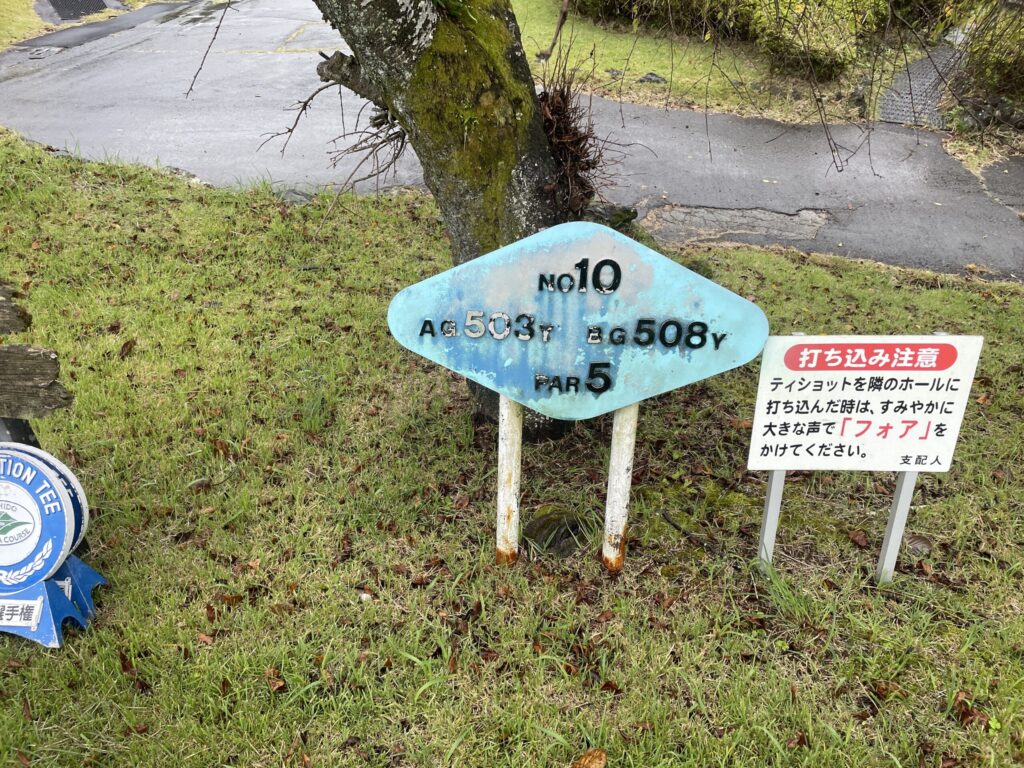 NO10
AG503Y BG508Y
PAR5
打ち込み注意
ティショットを隣のホールに
打ち込んだ時は、すみやかに
大きな声で「フォア」を
かけてください。
支配人
TION TEE
COURSE
選手権